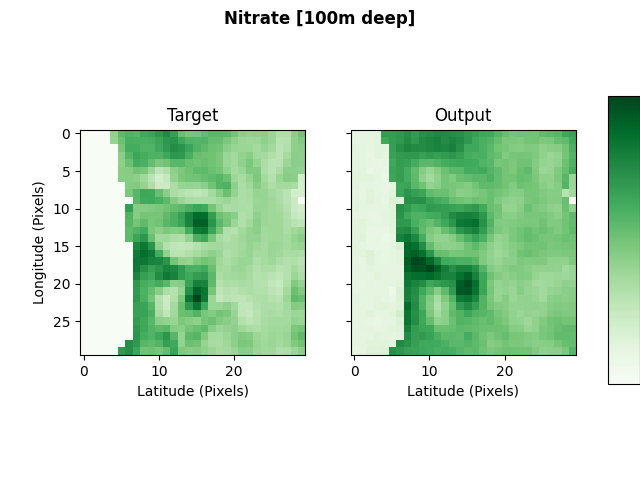 Nitrate [100m deep]
Target
Output
0
5
10
15
20
25
Longitude (Pixels)
0 10 20
0 10 20
Latitude (Pixels)
Latitude (Pixels)